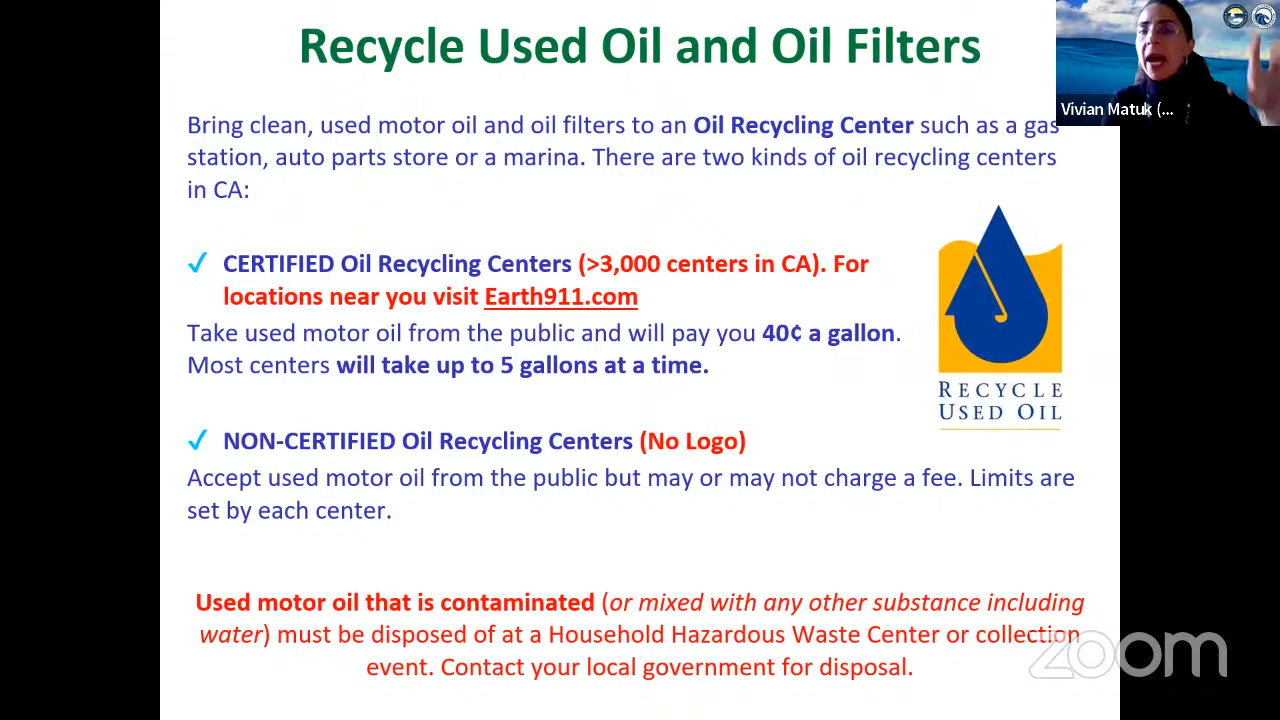 Recycle Used Oil and Oil Filters
Vivian Matuk (...
Bring clean, used motor oil and oil filters to an Oil Recycling Center such as a gas
station, auto parts store or a marina. There are two kinds of oil recycling centers
in CA:
✓ CERTIFIED Oil Recycling Centers (>3,000 centers in CA). For
locations near you visit Earth911.com
Take used motor oil from the public and will pay you 40¢ a gallon.
Most centers will take up to 5 gallons at a time.
RECYCLE
USED OIL
✓ NON-CERTIFIED Oil Recycling Centers (No Logo)
Accept used motor oil from the public but may or may not charge a fee. Limits are
set by each center.
Used motor oil that is contaminated (or mixed with any other substance including
water) must be disposed of at a Household Hazardous Waste Center or collection
event. Contact your local government for disposal.
zoom